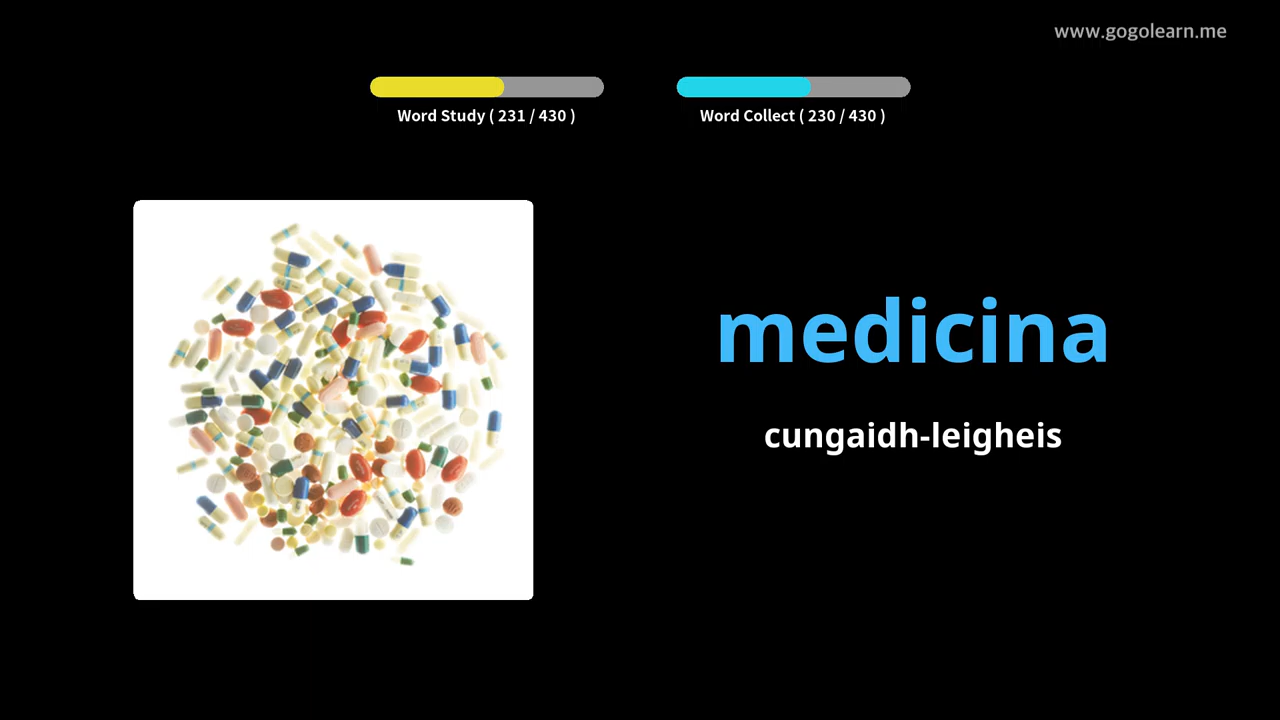 www.gogolearn.me
Word Study ( 231 / 430 )
Word Collect ( 230 / 430 )
medicina
cungaidh-leigheis